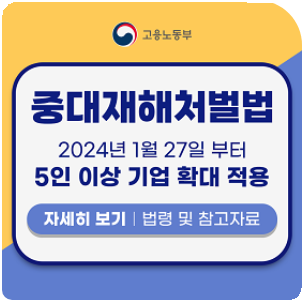 고용노동부
중대재해처벌법
2024년 1월 27일 부터
5인 이상 기업 확대 적용
자세히 보기 | 법령 및 참고자료